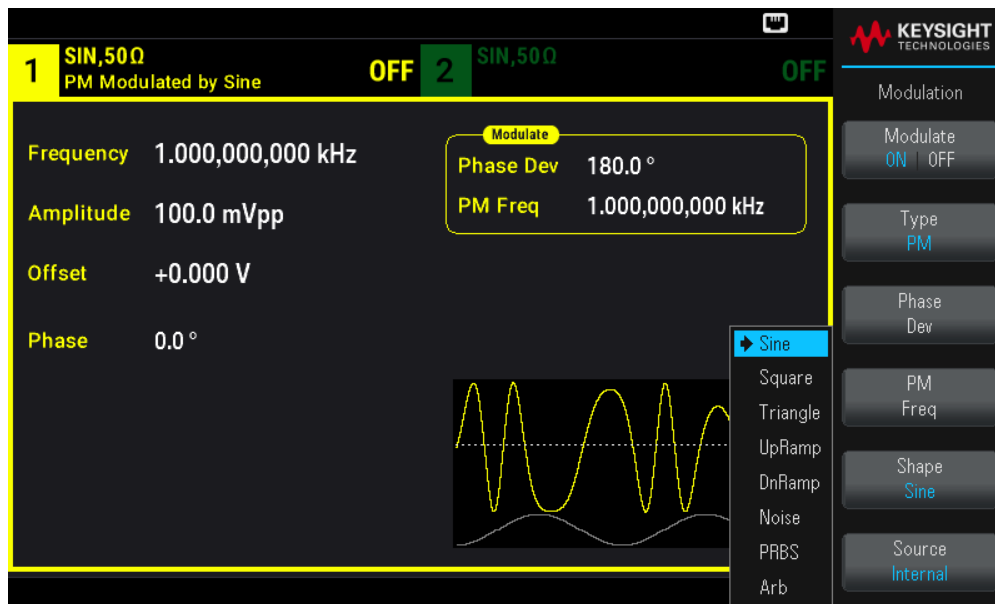 KEYSIGHT
TECHNOLOGIES
1
SIN,50Ω
PM Modulated by Sine
OFF
2
SIN,50Ω
OFF
Frequency 1.000,000,000 kHz
Amplitude 100.0 mVpp
Offset +0.000 V
Phase 0.0 °
Modulate
Phase Dev 180.0 °
PM Freq 1.000,000,000 kHz
Sine
Square
Triangle
UpRamp
DnRamp
Noise
PRBS
Arb
Modulation
Modulate
ON | OFF
Type
PM
Phase
Dev
PM
Freq
Shape
Sine
Source
Internal